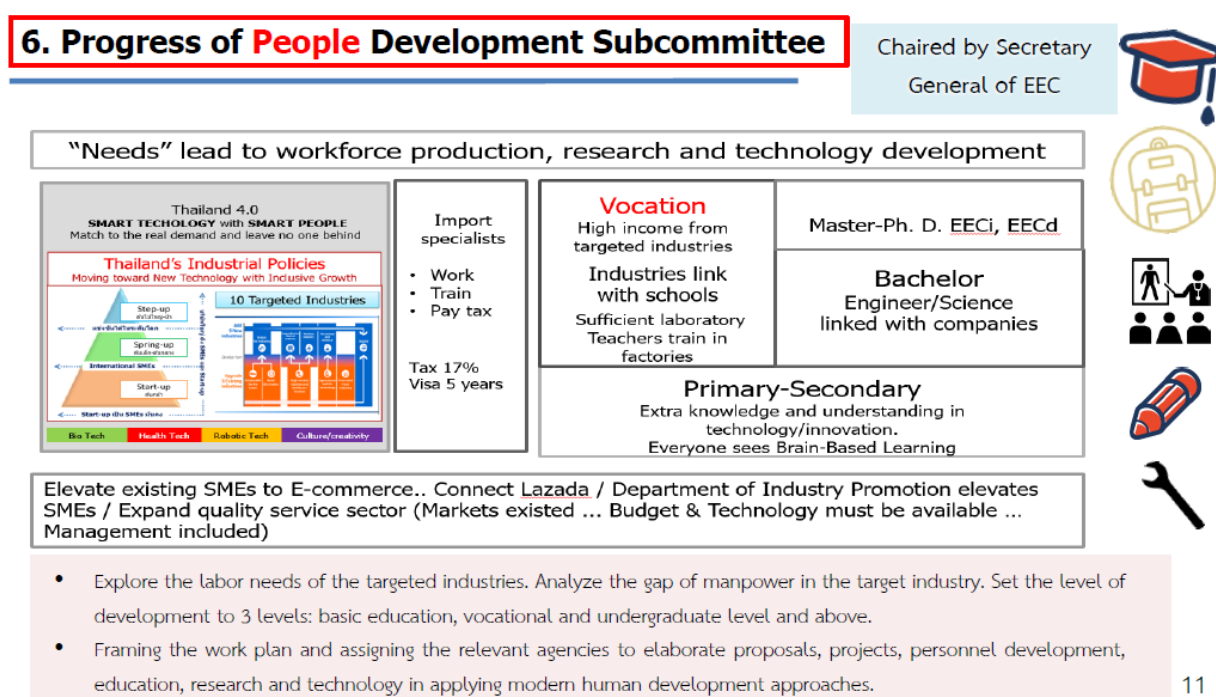 6. Progress of People Development Subcommittee
Chaired by Secretary
General of EEC
“Needs” lead to workforce production, research and technology development
Thailand 4.0
SMART TECHOLOGY with SMART PEOPLE
Match to the real demand and leave no one behind
Thailand's Industrial Policies
Moving toward New Technology with Inclusive Growth
Step-up
Spring-up
International SMEs
Start-up
10 Targeted Industries
Bio Tech
Health Tech
Robotic Tech
Culture/creativity
Import
specialists
• Work
• Train
• Pay tax
Tax 17%
Visa 5 years
Vocation
High income from
targeted industries
Industries link
with schools
Sufficient laboratory
Teachers train in
factories
Master-Ph. D. EECi, EECd
Bachelor
Engineer/Science
linked with companies
Primary-Secondary
Extra knowledge and understanding in
technology/innovation.
Everyone sees Brain-Based Learning
Elevate existing SMEs to E-commerce.. Connect Lazada / Department of Industry Promotion elevates
SMEs / Expand quality service sector (Markets existed ... Budget & Technology must be available ...
Management included)
• Explore the labor needs of the targeted industries. Analyze the gap of manpower in the target industry. Set the level of
development to 3 levels: basic education, vocational and undergraduate level and above.
• Framing the work plan and assigning the relevant agencies to elaborate proposals, projects, personnel development,
education, research and technology in applying modern human development approaches.
11